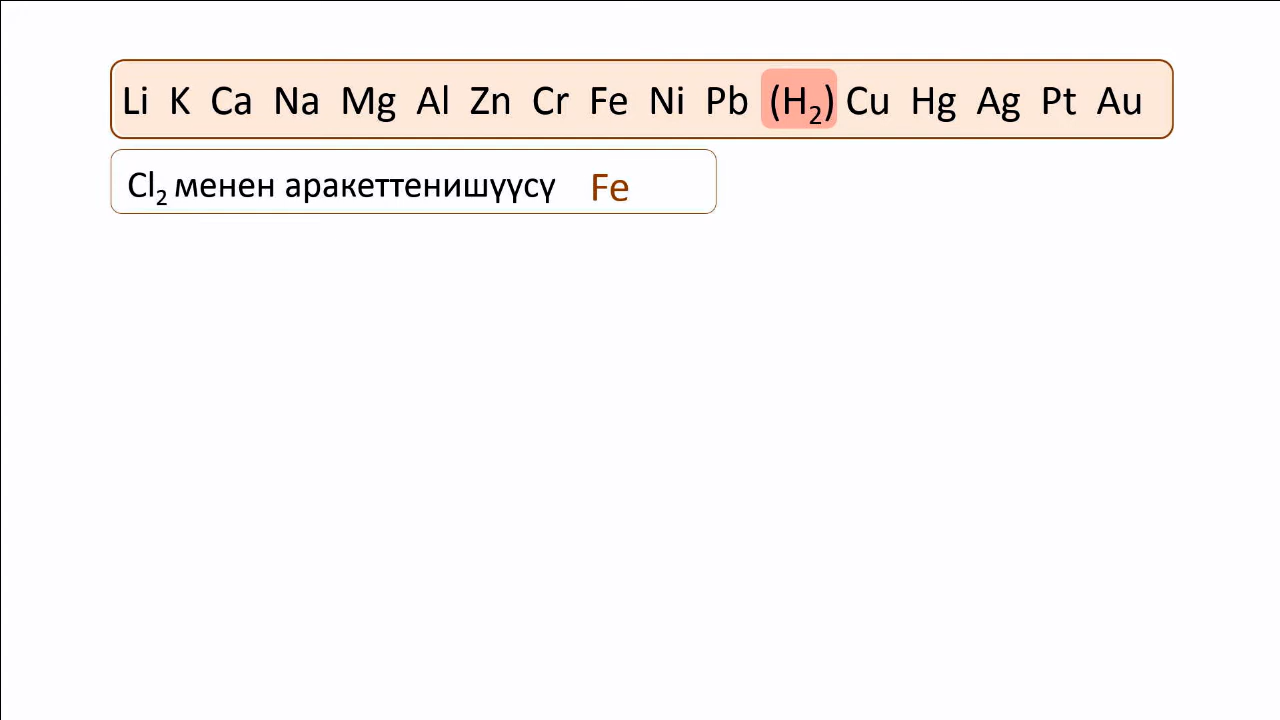 Li K Ca Na Mg Al Zn Cr Fe Ni Pb (H₂) Cu Hg Ag Pt Au
Cl₂ менен аракеттенишүүсү Fe